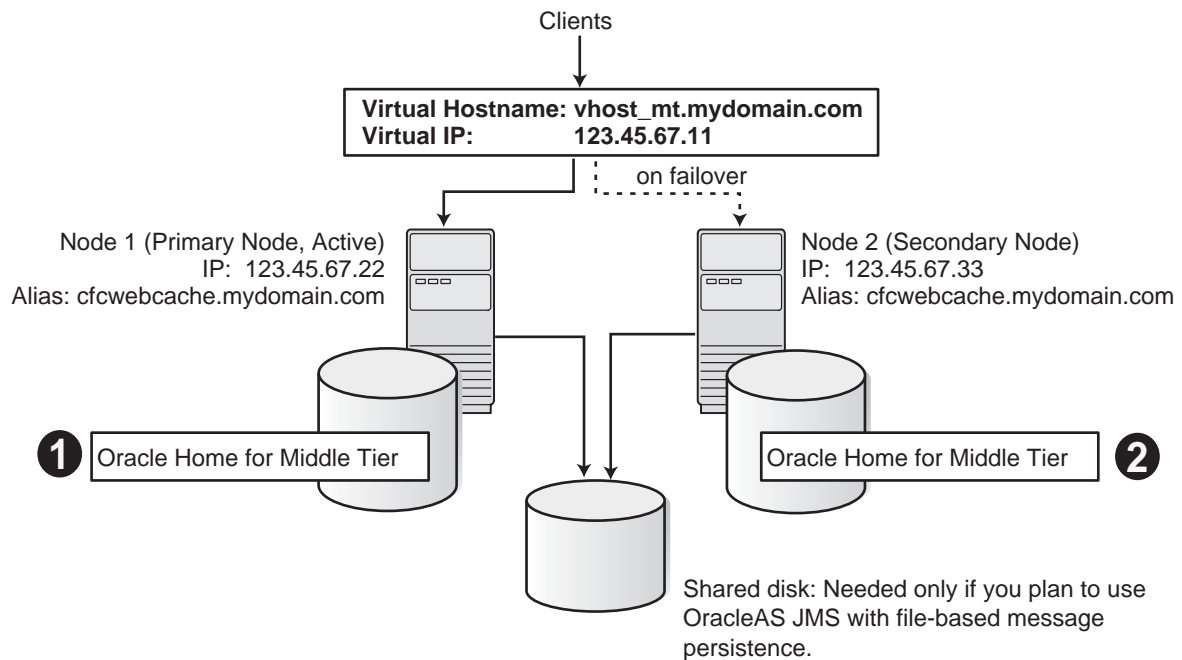 Clients
Virtual Hostname: vhost_mt.mydomain.com
Virtual IP: 123.45.67.11
on failover
Node 1 (Primary Node, Active)
IP: 123.45.67.22
Alias: cfcwebcache.mydomain.com
Node 2 (Secondary Node)
IP: 123.45.67.33
Alias: cfcwebcache.mydomain.com
1
Oracle Home for Middle Tier
Oracle Home for Middle Tier
2
Shared disk: Needed only if you plan to use
OracleAS JMS with file-based message
persistence.